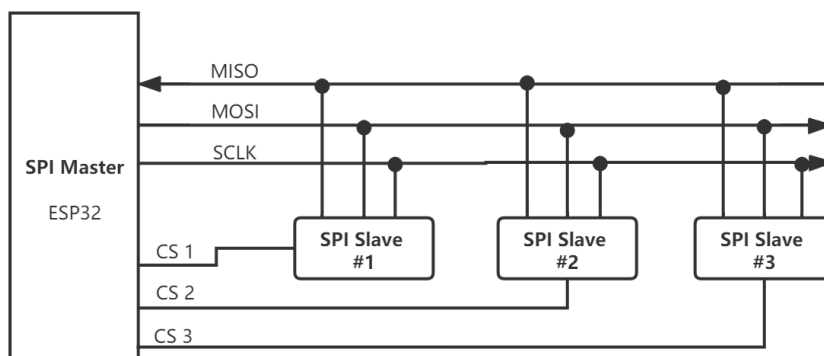 MISO
MOSI
SCLK
SPI Master
ESP32
SPI Slave
#1
SPI Slave
#2
SPI Slave
#3
CS 1
CS 2
CS 3